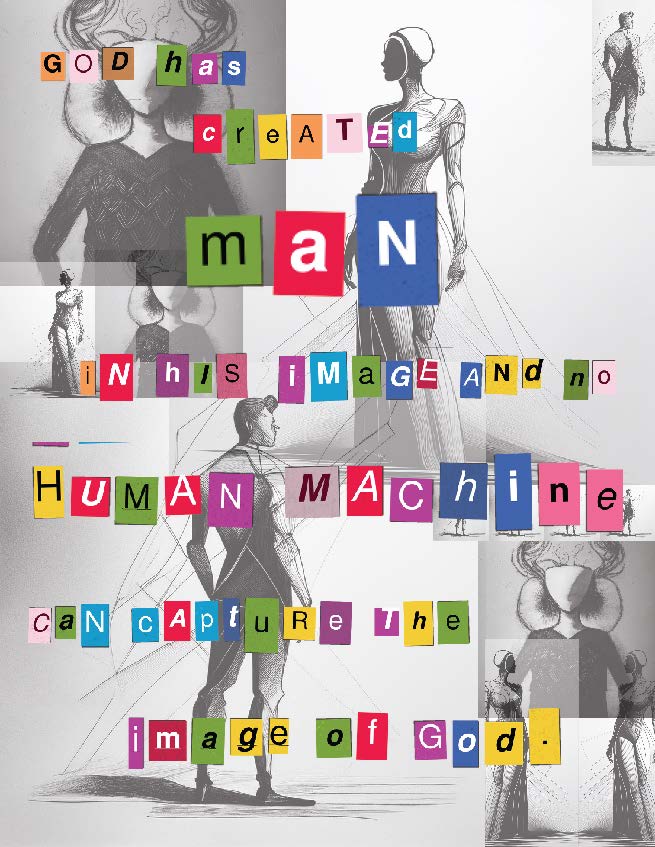 GOD has
creATEd
maN
iN hIS iMaGE ANd no
HUMAN MAChine
CaN cAptuRe The
image of God.